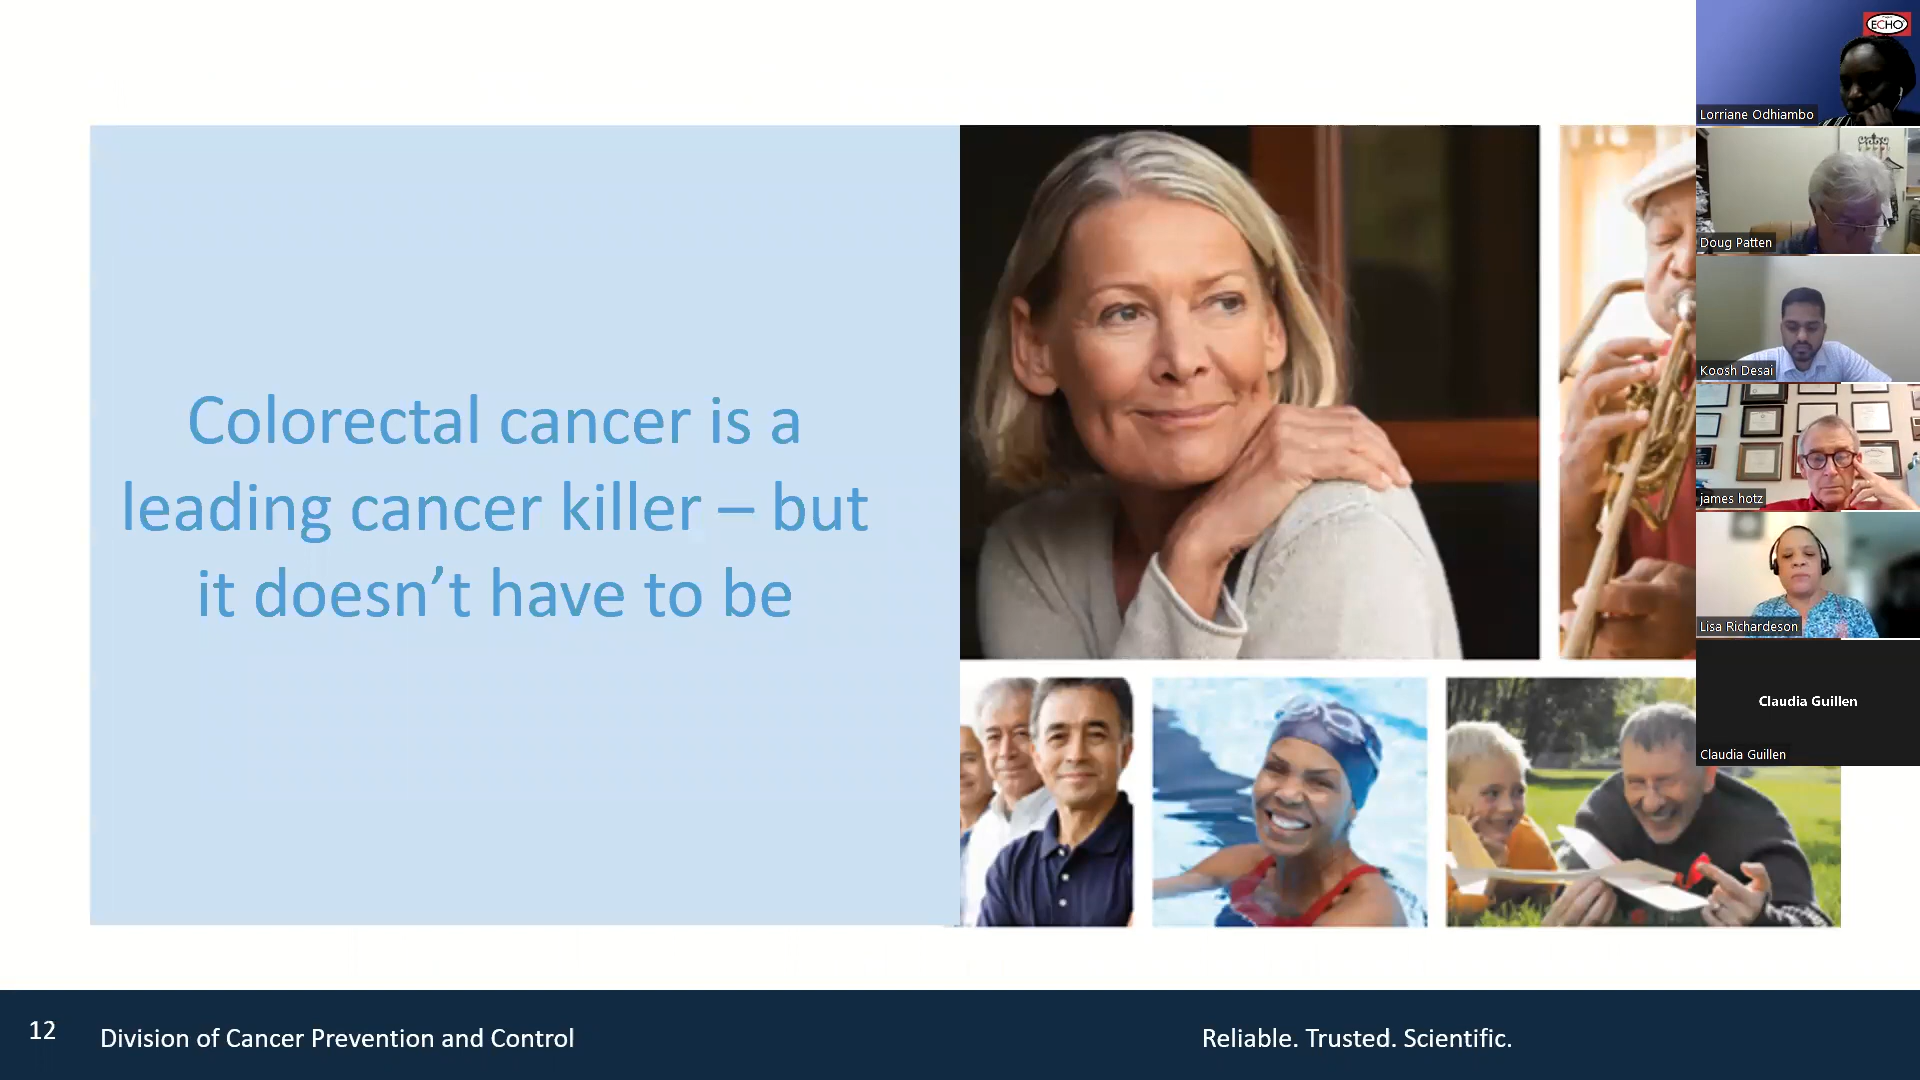 Colorectal cancer is a
leading cancer killer – but
it doesn’t have to be
ECHO
Lorriane Odhiambo
Doug Patten
Koosh Desai
james hotz
Lisa Richardeson
Claudia Guillen
Claudia Guillen
12
Division of Cancer Prevention and Control
Reliable. Trusted. Scientific.